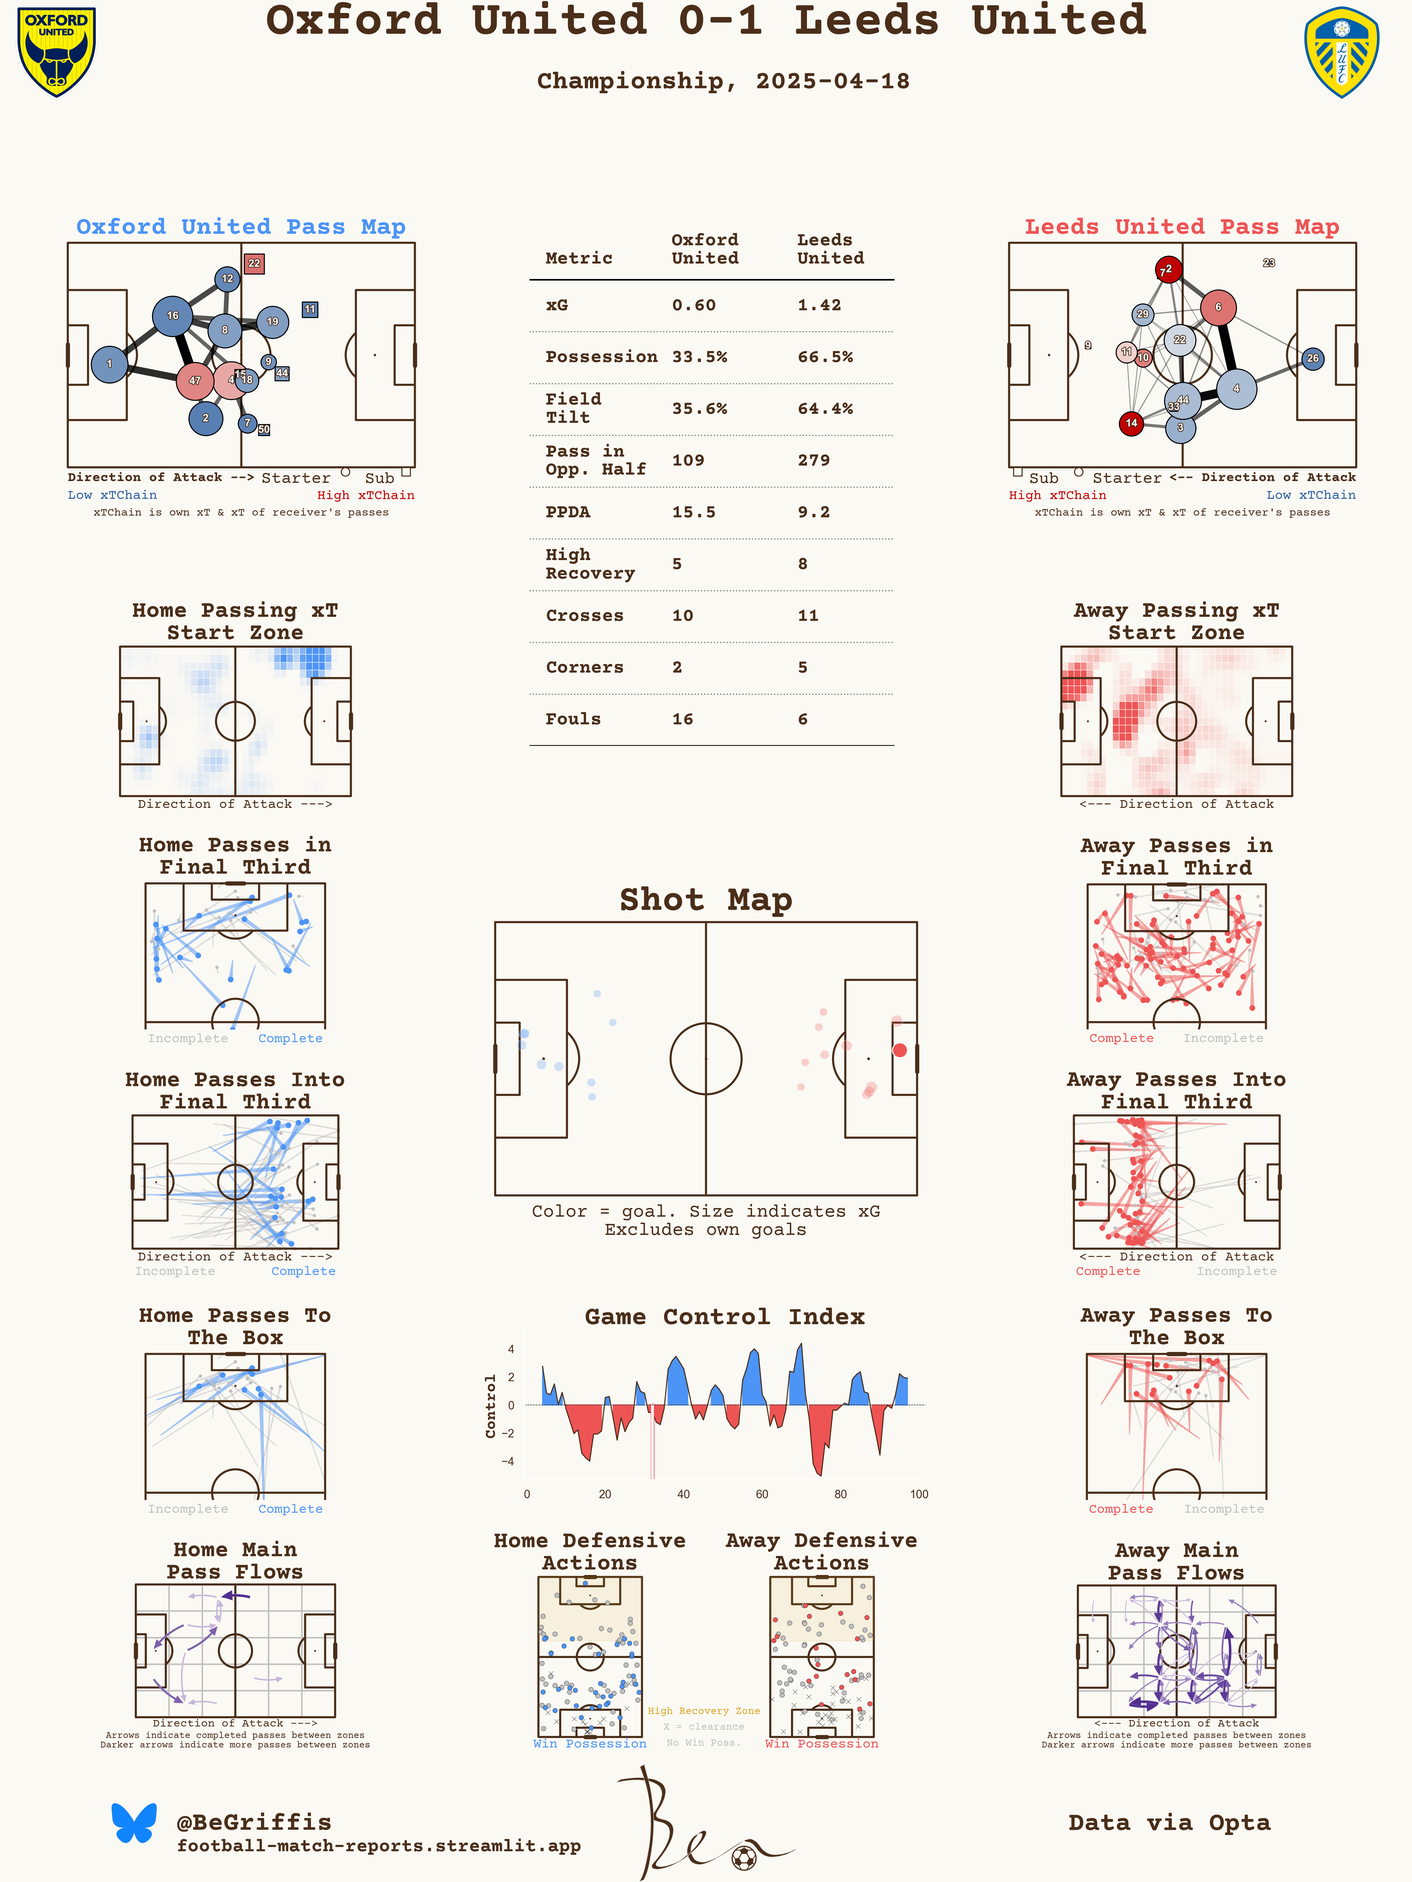 Oxford United 0-1 Leeds United
OXFORD
UNITED
LUFC
Championship, 2025-04-18
Oxford United Pass Map
22
12
11
16
8
19
1
9
44
47
4
15
18
2
7
50
Direction of Attack --> Starter Sub
Low xTChain High xTChain
xTChain is own xT & xT of receiver's passes
Metric Oxford United Leeds United
xG 0.60 1.42
Possession 33.5% 66.5%
Field Tilt 35.6% 64.4%
Pass in Opp. Half 109 279
PPDA 15.5 9.2
High Recovery 5 8
Crosses 10 11
Corners 2 5
Fouls 16 6
Leeds United Pass Map
23
7
2
6
29
22
9
11
10
26
4
44
33
14
3
Sub Starter <-- Direction of Attack
High xTChain Low xTChain
xTChain is own xT & xT of receiver's passes
Home Passing xT
Start Zone
Direction of Attack --->
Away Passing xT
Start Zone
<--- Direction of Attack
Home Passes in
Final Third
Incomplete Complete
Away Passes in
Final Third
Complete Incomplete
Shot Map
Color = goal. Size indicates xG
Excludes own goals
Home Passes Into
Final Third
Direction of Attack --->
Incomplete Complete
Away Passes Into
Final Third
<--- Direction of Attack
Complete Incomplete
Home Passes To
The Box
Incomplete Complete
Game Control Index
Control
4
2
0
−2
−4
0 20 40 60 80 100
Away Passes To
The Box
Complete Incomplete
Home Main
Pass Flows
Direction of Attack --->
Arrows indicate completed passes between zones
Darker arrows indicate more passes between zones
Home Defensive
Actions
Win Possession
High Recovery Zone
X = clearance
No Win Poss.
Away Defensive
Actions
Win Possession
Away Main
Pass Flows
<--- Direction of Attack
Arrows indicate completed passes between zones
Darker arrows indicate more passes between zones
@BeGriffis
football-match-reports.streamlit.app
Ben
Data via Opta